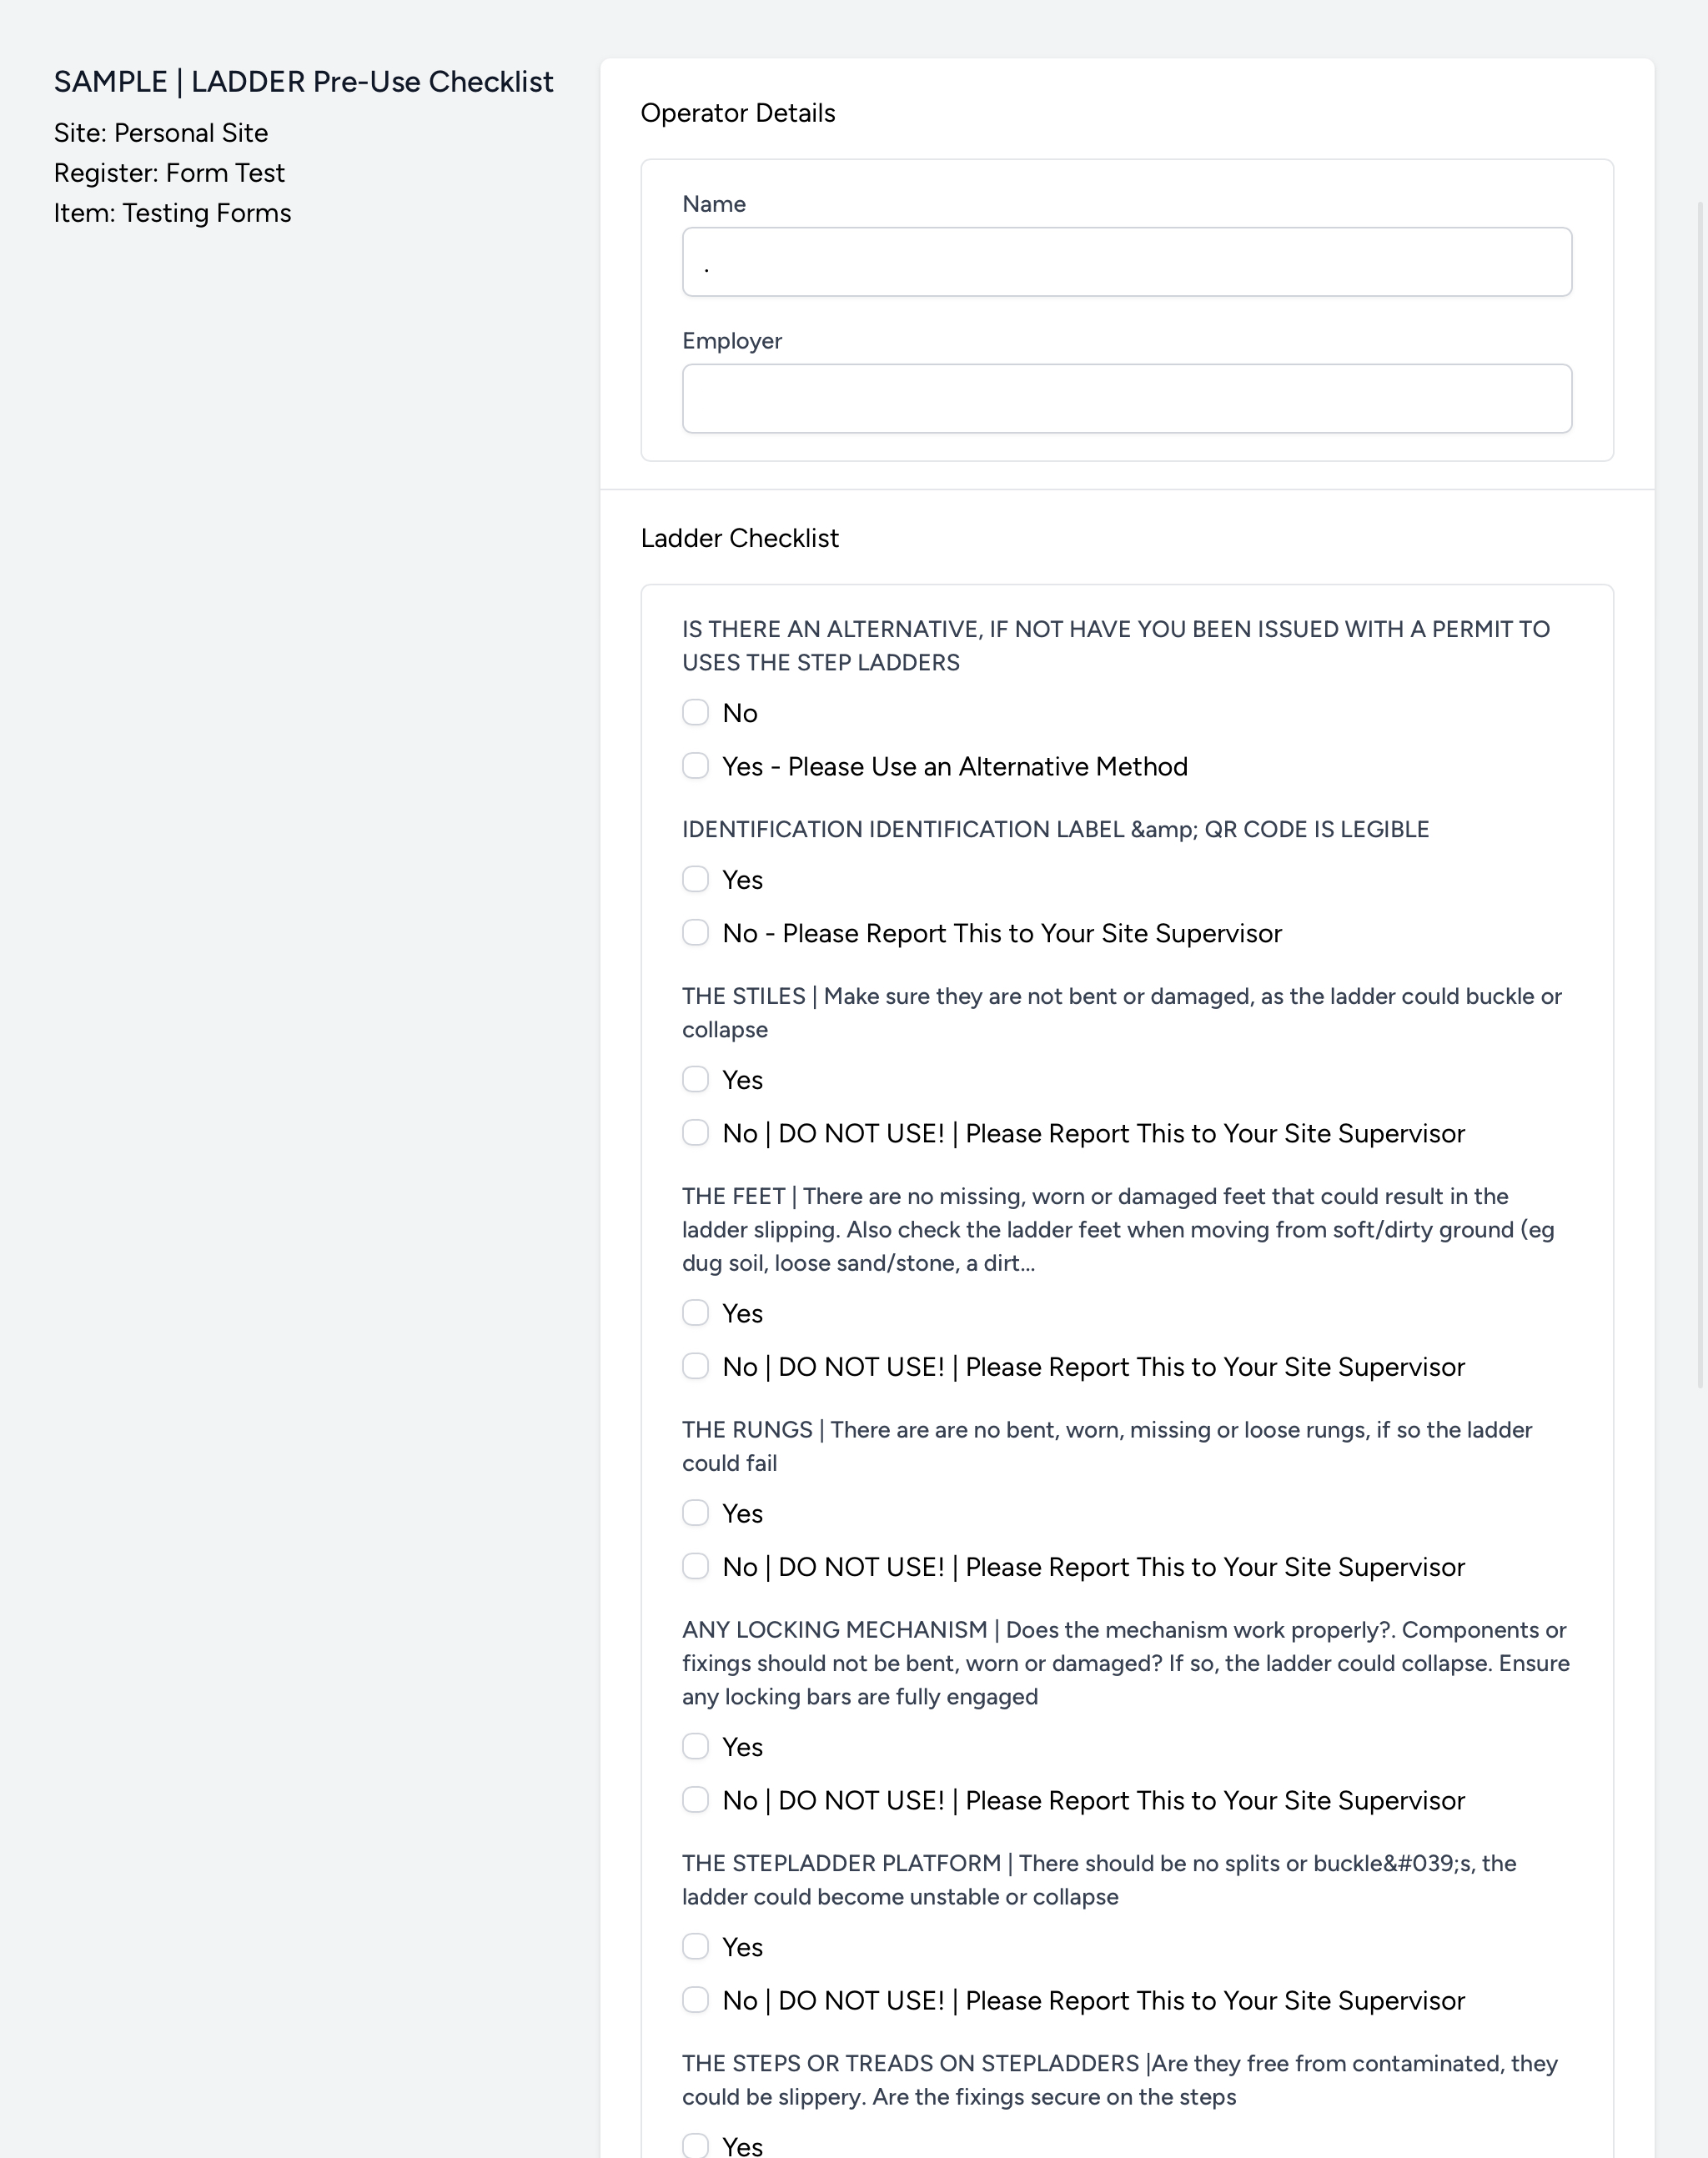 SAMPLE | LADDER Pre-Use Checklist
Site: Personal Site
Register: Form Test
Item: Testing Forms
Operator Details
Name
.
Employer
Ladder Checklist
IS THERE AN ALTERNATIVE, IF NOT HAVE YOU BEEN ISSUED WITH A PERMIT TO
USES THE STEP LADDERS
No
Yes - Please Use an Alternative Method
IDENTIFICATION IDENTIFICATION LABEL &amp; QR CODE IS LEGIBLE
Yes
No - Please Report This to Your Site Supervisor
THE STILES | Make sure they are not bent or damaged, as the ladder could buckle or
collapse
Yes
No | DO NOT USE! | Please Report This to Your Site Supervisor
THE FEET | There are no missing, worn or damaged feet that could result in the
ladder slipping. Also check the ladder feet when moving from soft/dirty ground (eg
dug soil, loose sand/stone, a dirt...
Yes
No | DO NOT USE! | Please Report This to Your Site Supervisor
THE RUNGS | There are are no bent, worn, missing or loose rungs, if so the ladder
could fail
Yes
No | DO NOT USE! | Please Report This to Your Site Supervisor
ANY LOCKING MECHANISM | Does the mechanism work properly?. Components or
fixings should not be bent, worn or damaged? If so, the ladder could collapse. Ensure
any locking bars are fully engaged
Yes
No | DO NOT USE! | Please Report This to Your Site Supervisor
THE STEPLADDER PLATFORM | There should be no splits or buckle&#039;s, the
ladder could become unstable or collapse
Yes
No | DO NOT USE! | Please Report This to Your Site Supervisor
THE STEPS OR TREADS ON STEPLADDERS |Are they free from contaminated, they
could be slippery. Are the fixings secure on the steps
Yes